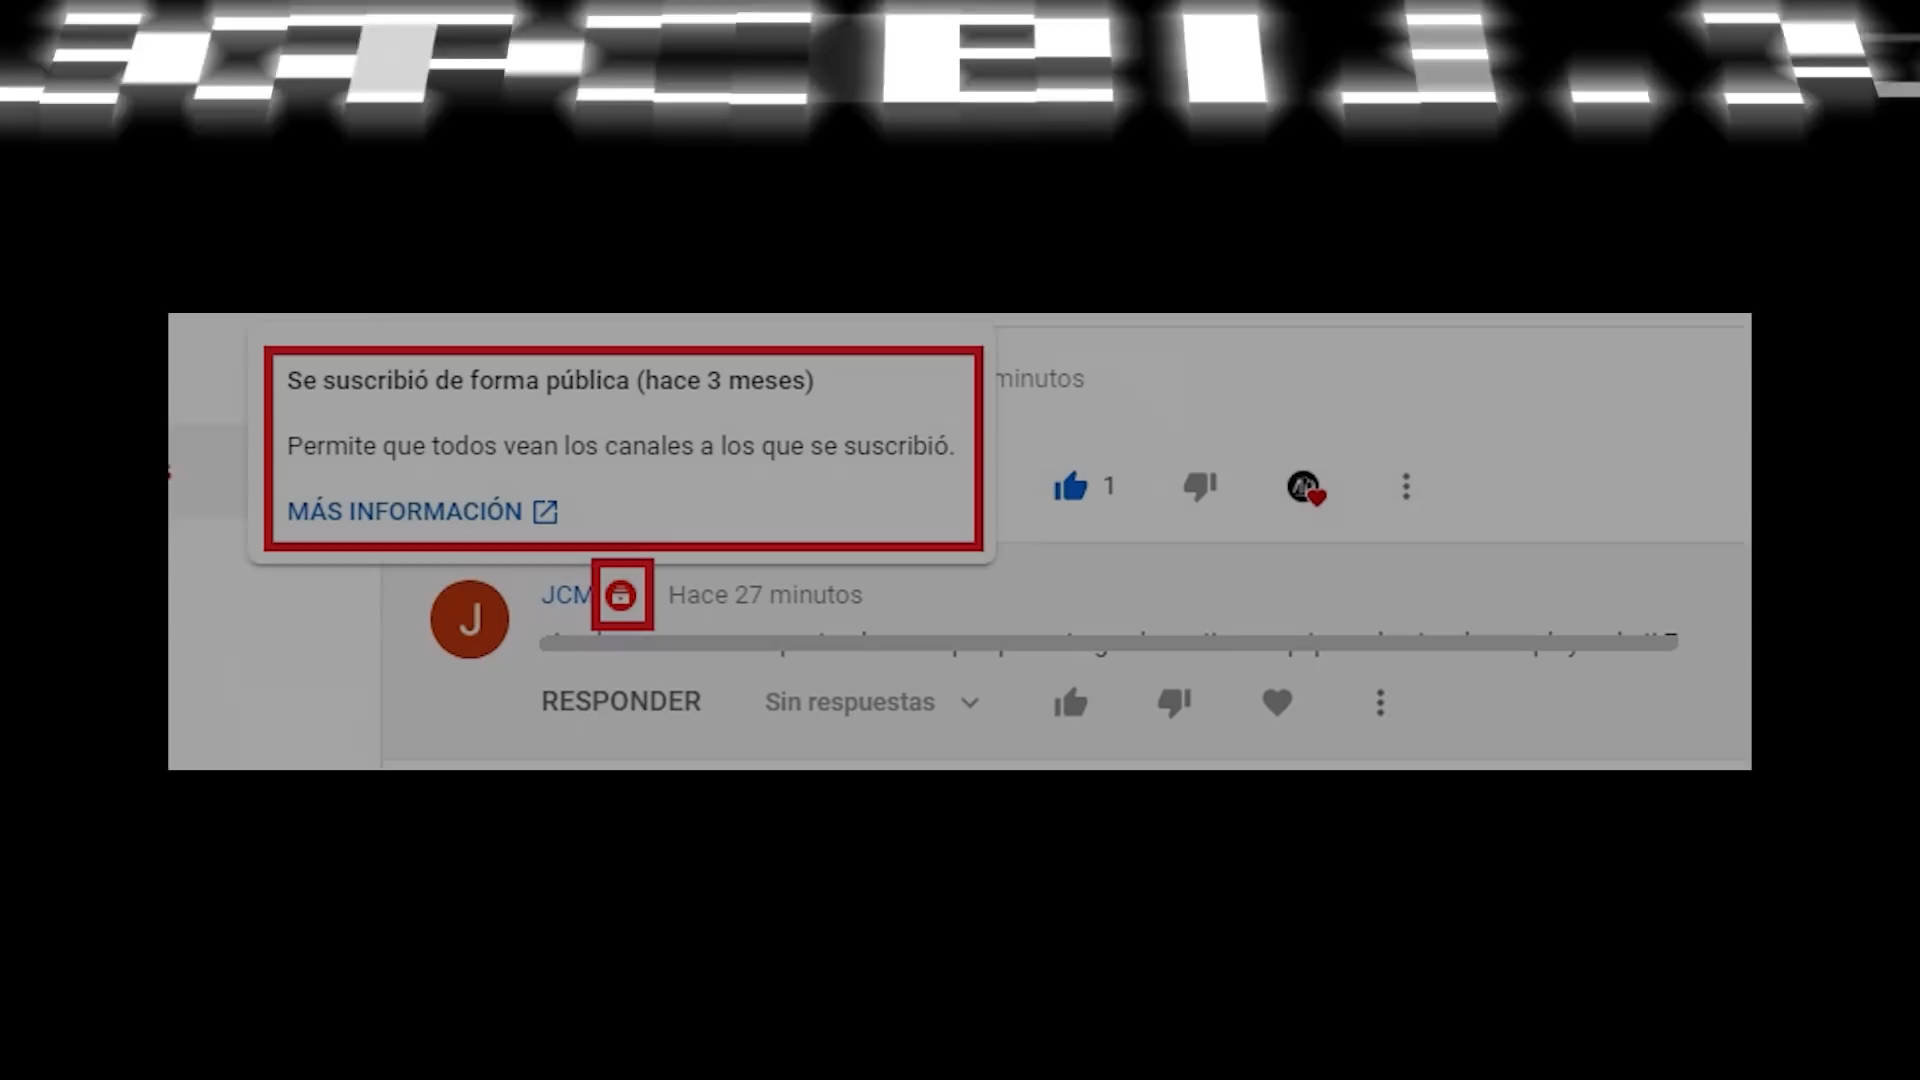 Se suscribió de forma pública (hace 3 meses)
minutos
Permite que todos vean los canales a los que se suscribió.
1
MÁS INFORMACIÓN
J
JCM
Hace 27 minutos
RESPONDER
Sin respuestas